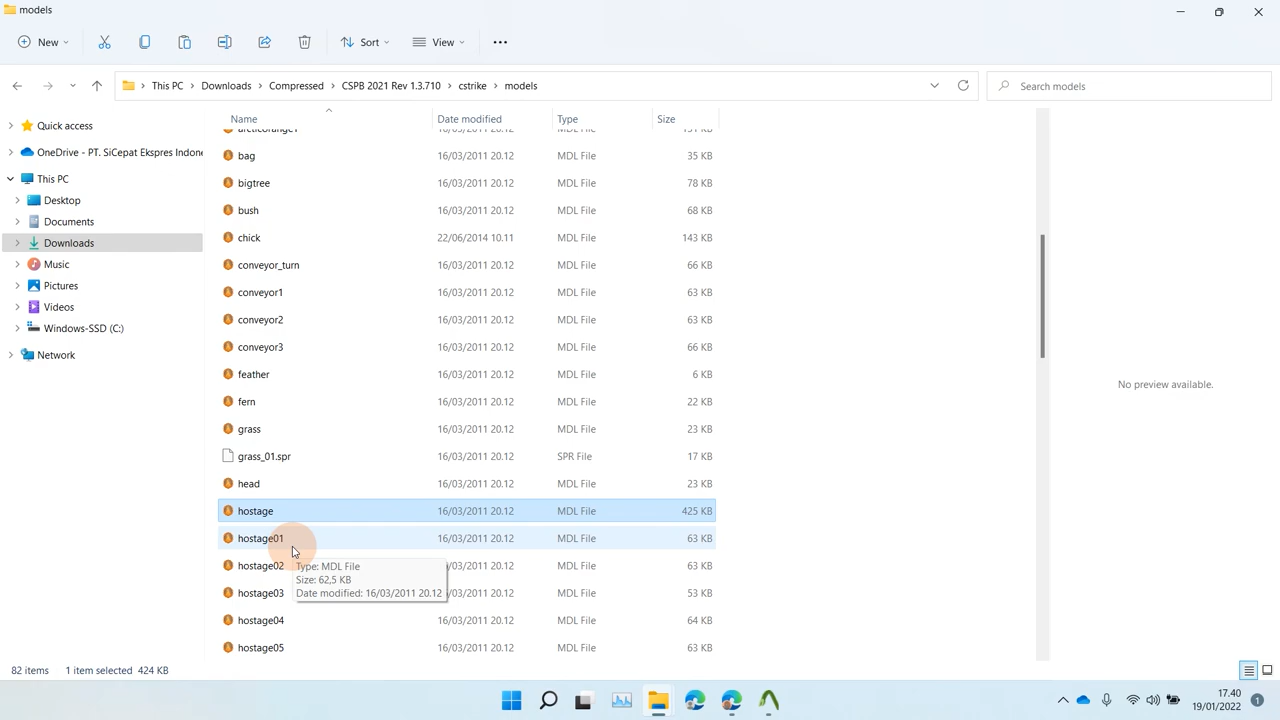 models
New
Sort
View
This PC > Downloads > Compressed > CSPB 2021 Rev 1.3.710 > cstrike > models
Search models
Quick access
OneDrive - PT. SiCepat Ekspres Indone
This PC
Desktop
Documents
Downloads
Music
Pictures
Videos
Windows-SSD (C:)
Network
Name Date modified Type Size
bag 16/03/2011 20.12 MDL File 35 KB
bigtree 16/03/2011 20.12 MDL File 78 KB
bush 16/03/2011 20.12 MDL File 68 KB
chick 22/06/2014 10.11 MDL File 143 KB
conveyor_turn 16/03/2011 20.12 MDL File 66 KB
conveyor1 16/03/2011 20.12 MDL File 63 KB
conveyor2 16/03/2011 20.12 MDL File 63 KB
conveyor3 16/03/2011 20.12 MDL File 66 KB
feather 16/03/2011 20.12 MDL File 6 KB
fern 16/03/2011 20.12 MDL File 22 KB
grass 16/03/2011 20.12 MDL File 23 KB
grass_01.spr 16/03/2011 20.12 SPR File 17 KB
head 16/03/2011 20.12 MDL File 23 KB
hostage 16/03/2011 20.12 MDL File 425 KB
hostage01 16/03/2011 20.12 MDL File 63 KB
hostage02 /03/2011 20.12 MDL File 63 KB
hostage03 /03/2011 20.12 MDL File 53 KB
hostage04 16/03/2011 20.12 MDL File 64 KB
hostage05 16/03/2011 20.12 MDL File 63 KB
Type: MDL File
Size: 62,5 KB
Date modified: 16/03/2011 20.12
No preview available.
82 items 1 item selected 424 KB
17.40
19/01/2022
1